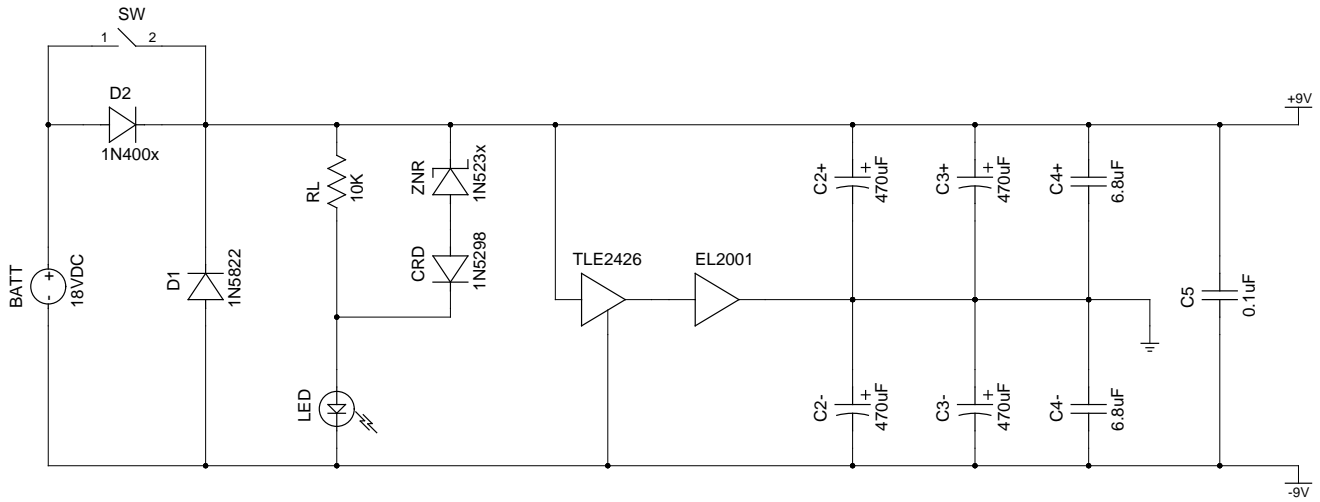 SW
1 2
D2
1N400x
BATT
18VDC
D1
1N5822
RL
10K
ZNR
1N523x
CRD
1N5298
LED
TLE2426
EL2001
C2+
470uF
+
C3+
470uF
+
C4+
6.8uF
C2-
470uF
+
C3-
470uF
+
C4-
6.8uF
C5
0.1uF
+9V
-9V
+
-